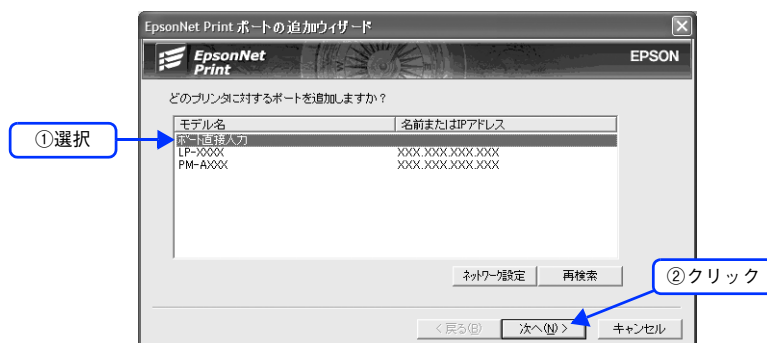 EpsonNet Print ポートの追加ウィザード
EpsonNet Print
EPSON
どのプリンタに対するポートを追加しますか？
モデル名 名前またはIPアドレス
①選択
ポート直接入力
LP-XXXX XXX.XXX.XXX.XXX
PM-AXXX XXX.XXX.XXX.XXX
ネットワーク設定 再検索
②クリック
< 戻る(B) 次へ(N) > キャンセル